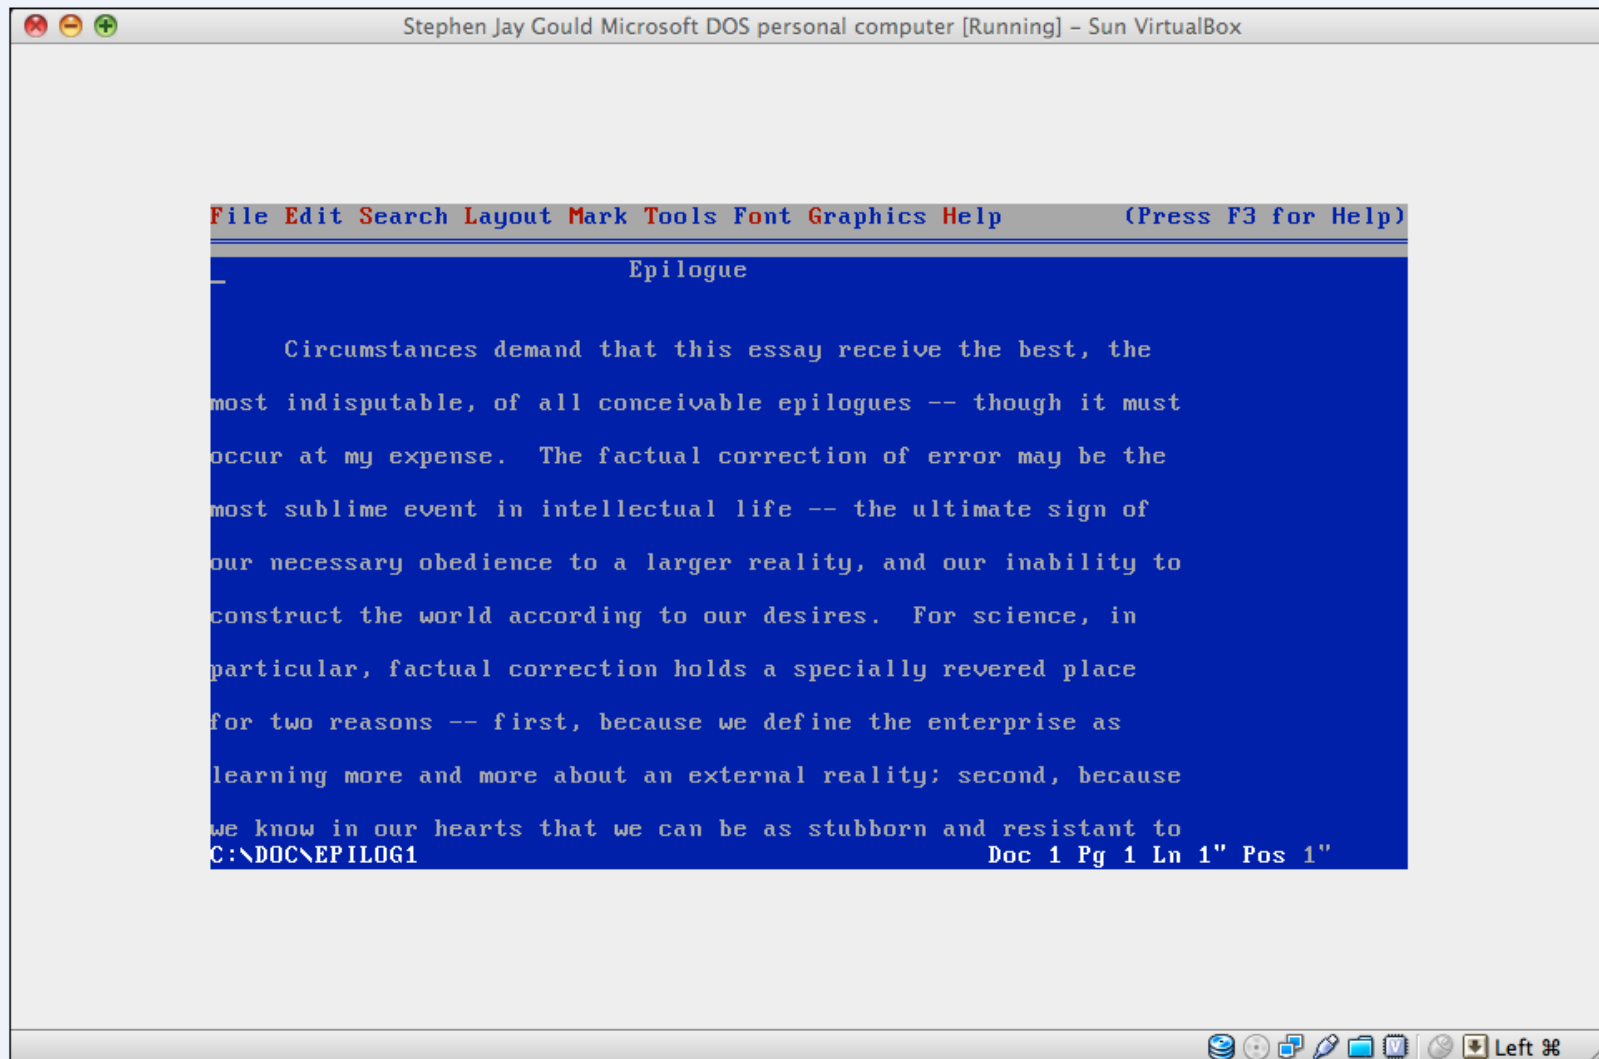 Stephen Jay Gould Microsoft DOS personal computer [Running] – Sun VirtualBox
File Edit Search Layout Mark Tools Font Graphics Help (Press F3 for Help)
Epilogue
Circumstances demand that this essay receive the best, the
most indisputable, of all conceivable epilogues -- though it must
occur at my expense.  The factual correction of error may be the
most sublime event in intellectual life -- the ultimate sign of
our necessary obedience to a larger reality, and our inability to
construct the world according to our desires.  For science, in
particular, factual correction holds a specially revered place
for two reasons -- first, because we define the enterprise as
learning more and more about an external reality; second, because
we know in our hearts that we can be as stubborn and resistant to
C:\DOC\EPILOG1 Doc 1 Pg 1 Ln 1" Pos 1"
Left ⌘